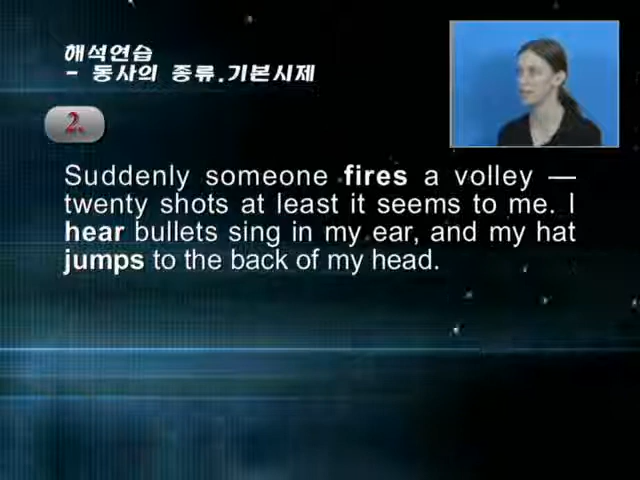 해석연습
- 동사의 종류.기본시제
2.
Suddenly someone fires a volley —
twenty shots at least it seems to me. I
hear bullets sing in my ear, and my hat
jumps to the back of my head.